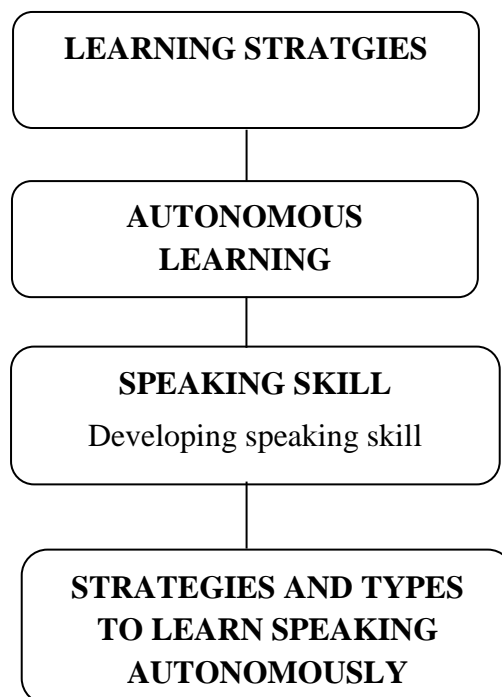 LEARNING STRATGIES
AUTONOMOUS
LEARNING
SPEAKING SKILL
Developing speaking skill
STRATEGIES AND TYPES
TO LEARN SPEAKING
AUTONOMOUSLY